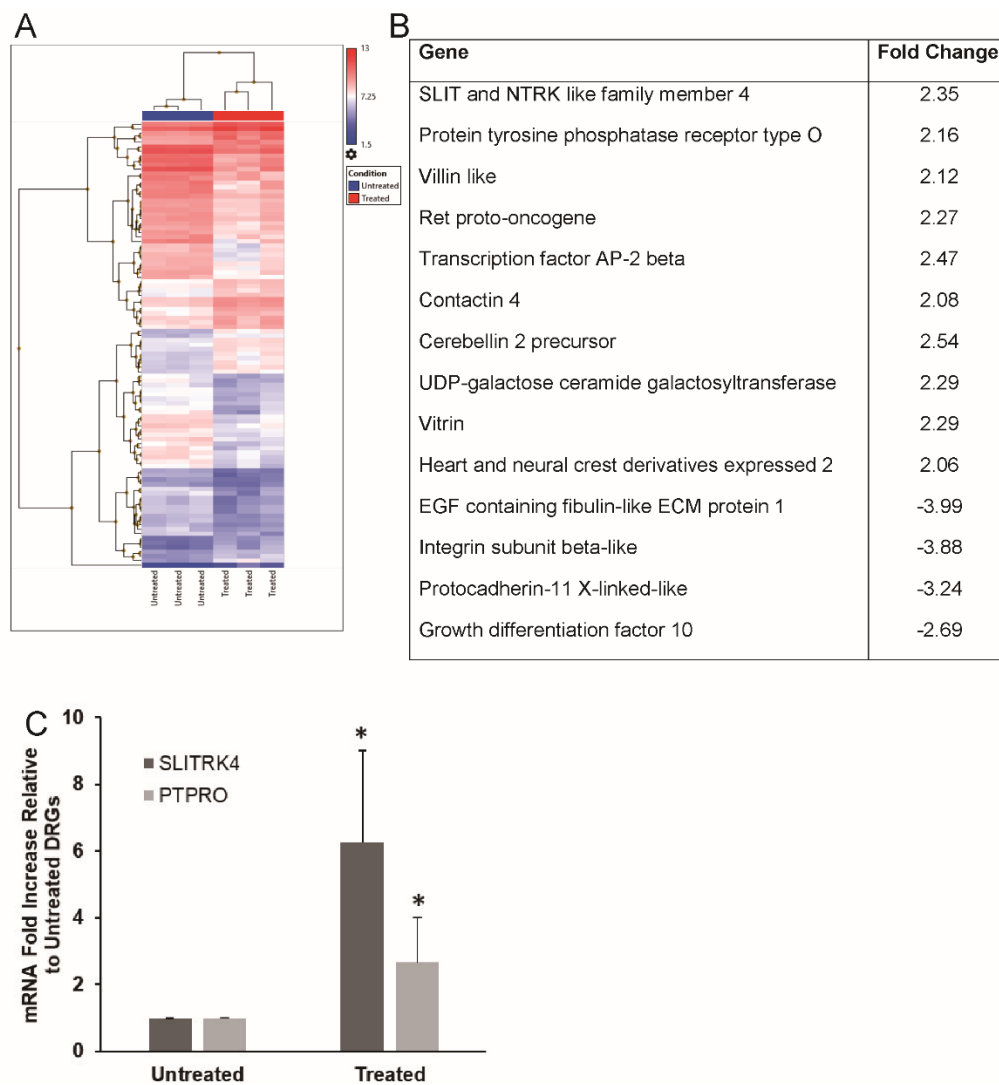 A
13
7.25
1.5
Condition
Untreated
Treated
Untreated
Untreated
Untreated
Treated
Treated
Treated
B
Gene Fold Change
SLIT and NTRK like family member 4 2.35
Protein tyrosine phosphatase receptor type O 2.16
Villin like 2.12
Ret proto-oncogene 2.27
Transcription factor AP-2 beta 2.47
Contactin 4 2.08
Cerebellin 2 precursor 2.54
UDP-galactose ceramide galactosyltransferase 2.29
Vitrin 2.29
Heart and neural crest derivatives expressed 2 2.06
EGF containing fibulin-like ECM protein 1 -3.99
Integrin subunit beta-like -3.88
Protocadherin-11 X-linked-like -3.24
Growth differentiation factor 10 -2.69
C
mRNA Fold Increase Relative
to Untreated DRGs
10
8
6
4
2
0
SLITRK4
PTPRO
*
*
Untreated Treated